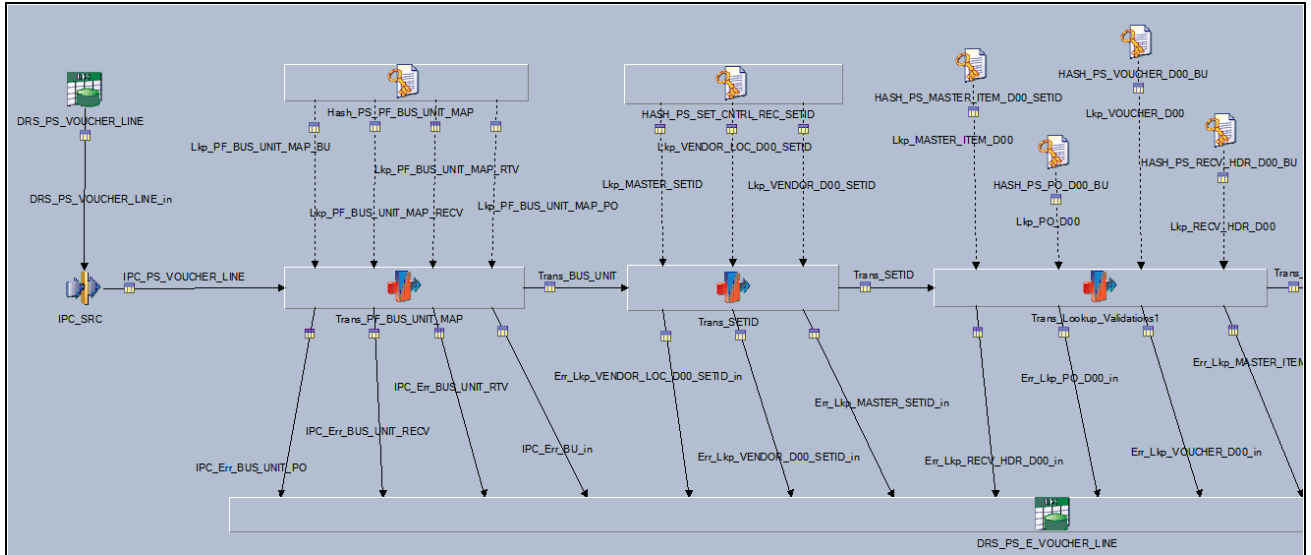 HASH_PS_VOUCHER_D00_BU
HASH_PS_MASTER_ITEM_D00_SETID
DRS_PS_VOUCHER_LINE
Hash_PS_PF_BUS_UNIT_MAP
HASH_PS_SET_CNTRL_REC_SETID
Lkp_VOUCHER_D00
Lkp_PF_BUS_UNIT_MAP_BU
Lkp_VENDOR_LOC_D00_SETID
Lkp_MASTER_ITEM_D00
HASH_PS_RECV_HDR_D00_BU
Lkp_PF_BUS_UNIT_MAP_RTV
Lkp_MASTER_SETID
Lkp_VENDOR_D00_SETID
HASH_PS_PO_D00_BU
DRS_PS_VOUCHER_LINE_in
Lkp_PF_BUS_UNIT_MAP_RECV
Lkp_PF_BUS_UNIT_MAP_PO
Lkp_PO_D00
Lkp_RECV_HDR_D00
IPC_PS_VOUCHER_LINE
Trans_BUS_UNIT
Trans_SETID
Trans_
IPC_SRC
Trans_PF_BUS_UNIT_MAP
Trans_SETID
Trans_Lookup_Validations1
Err_Lkp_MASTER_ITEM
Err_Lkp_VENDOR_LOC_D00_SETID_in
Err_Lkp_PO_D00_in
IPC_Err_BUS_UNIT_RTV
Err_Lkp_MASTER_SETID_in
IPC_Err_BUS_UNIT_RECV
IPC_Err_BU_in
Err_Lkp_VENDOR_D00_SETID_in
Err_Lkp_VOUCHER_D00_in
IPC_Err_BUS_UNIT_PO
Err_Lkp_RECV_HDR_D00_in
DRS_PS_E_VOUCHER_LINE